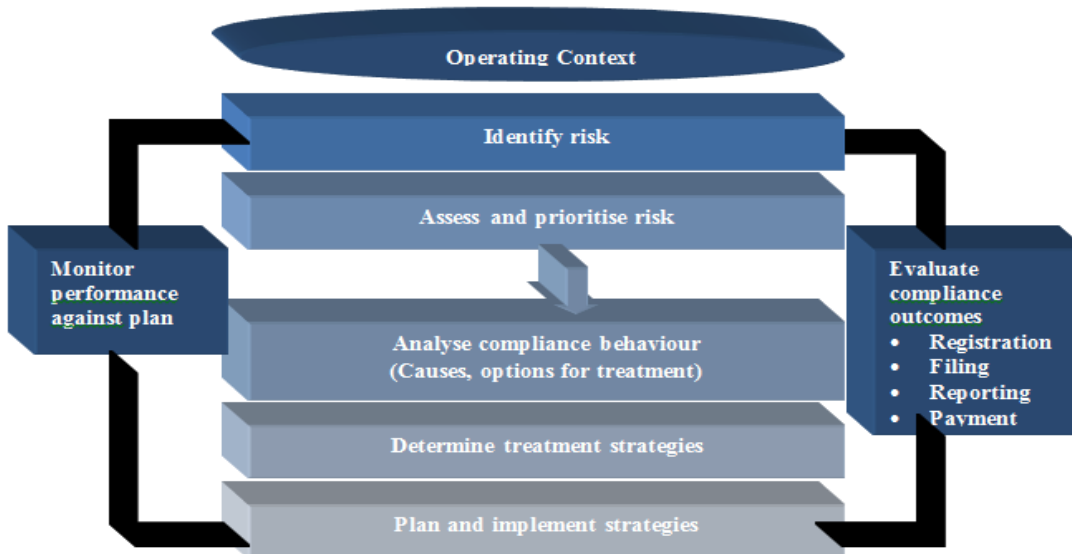 Operating Context
Identify risk
Assess and prioritise risk
Monitor
performance
against plan
Evaluate
compliance
outcomes
• Registration
• Filing
• Reporting
• Payment
Analyse compliance behaviour
(Causes, options for treatment)
Determine treatment strategies
Plan and implement strategies